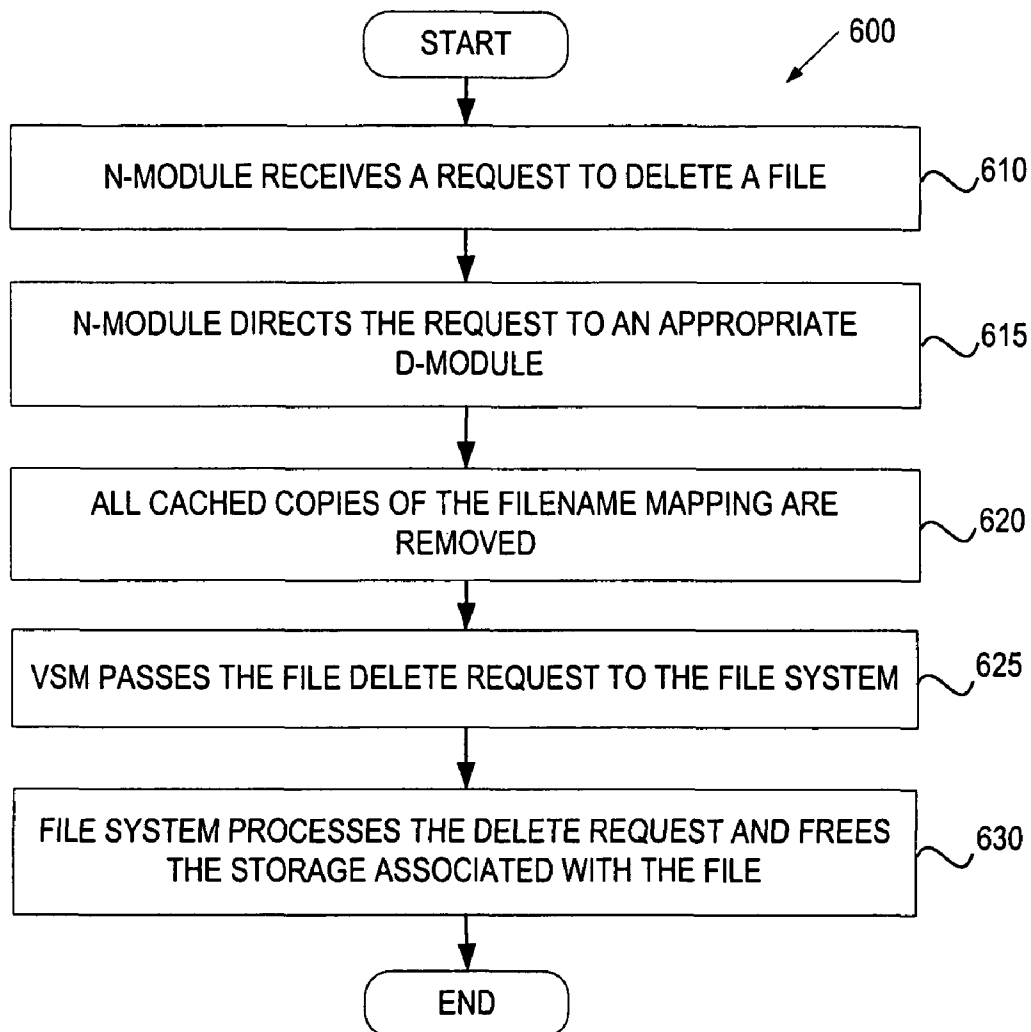 START
600
N-MODULE RECEIVES A REQUEST TO DELETE A FILE
610
N-MODULE DIRECTS THE REQUEST TO AN APPROPRIATE
D-MODULE
615
ALL CACHED COPIES OF THE FILENAME MAPPING ARE
REMOVED
620
VSM PASSES THE FILE DELETE REQUEST TO THE FILE SYSTEM
625
FILE SYSTEM PROCESSES THE DELETE REQUEST AND FREES
THE STORAGE ASSOCIATED WITH THE FILE
630
END